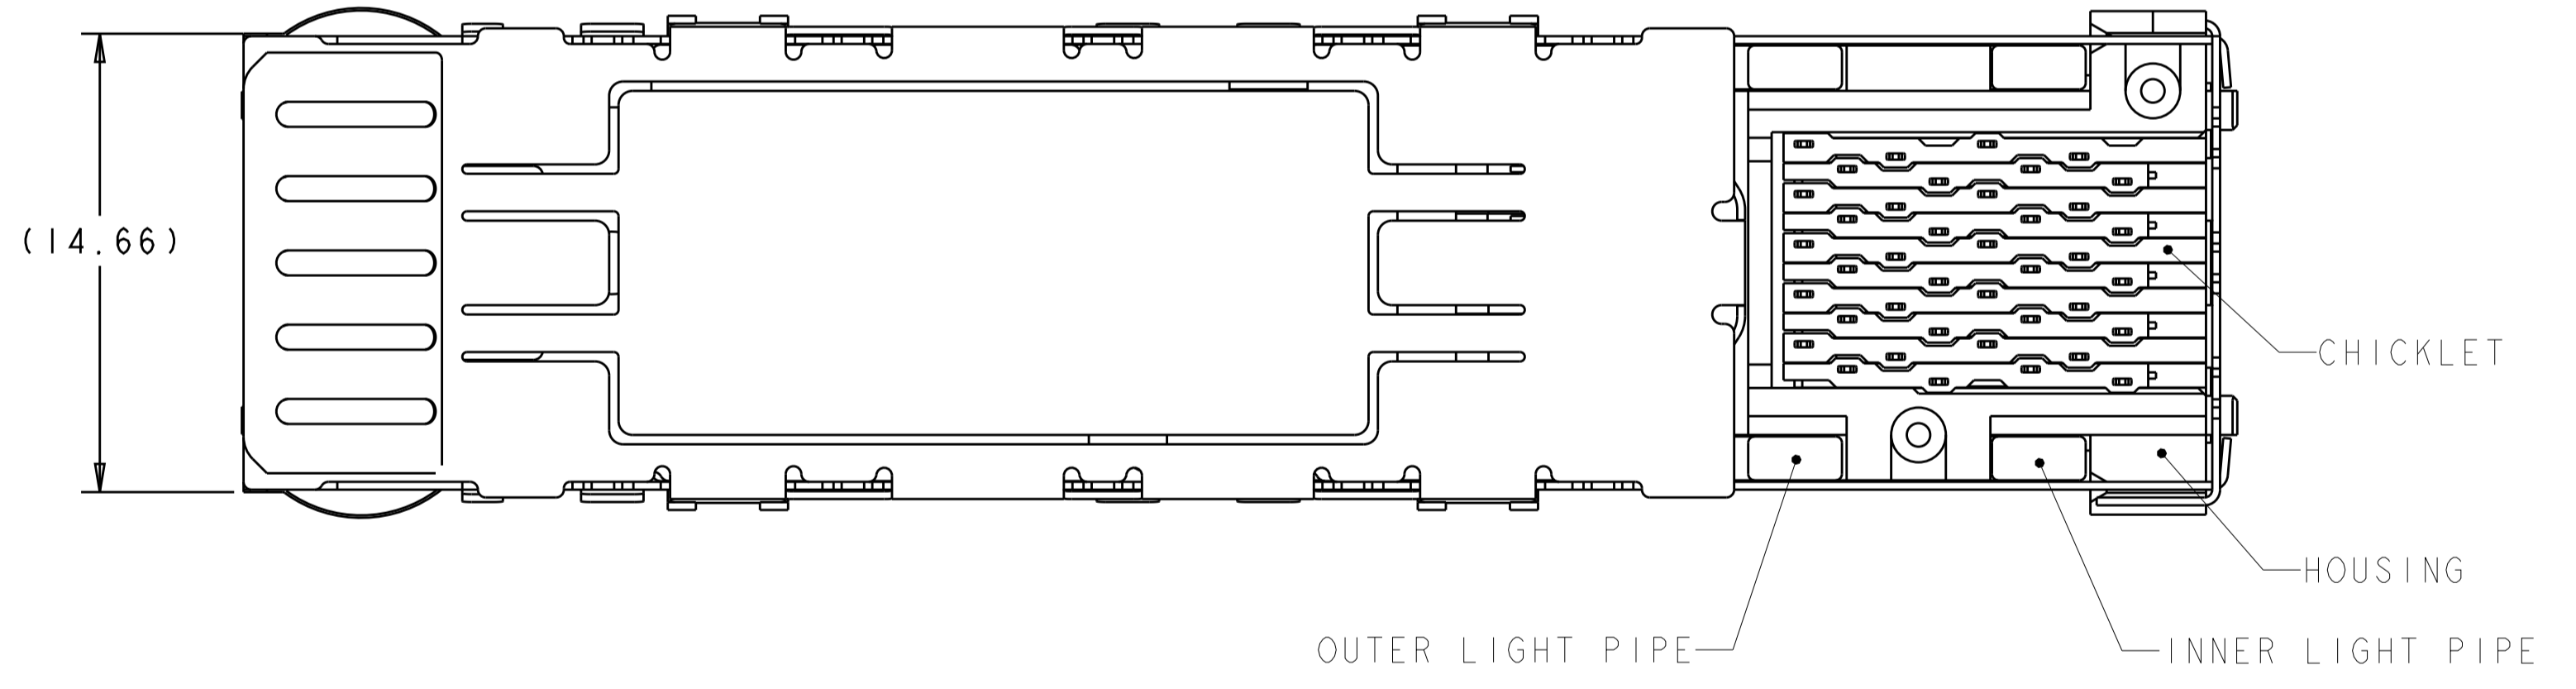 (14.66)
CHICKLET
HOUSING
OUTER LIGHT PIPE
INNER LIGHT PIPE